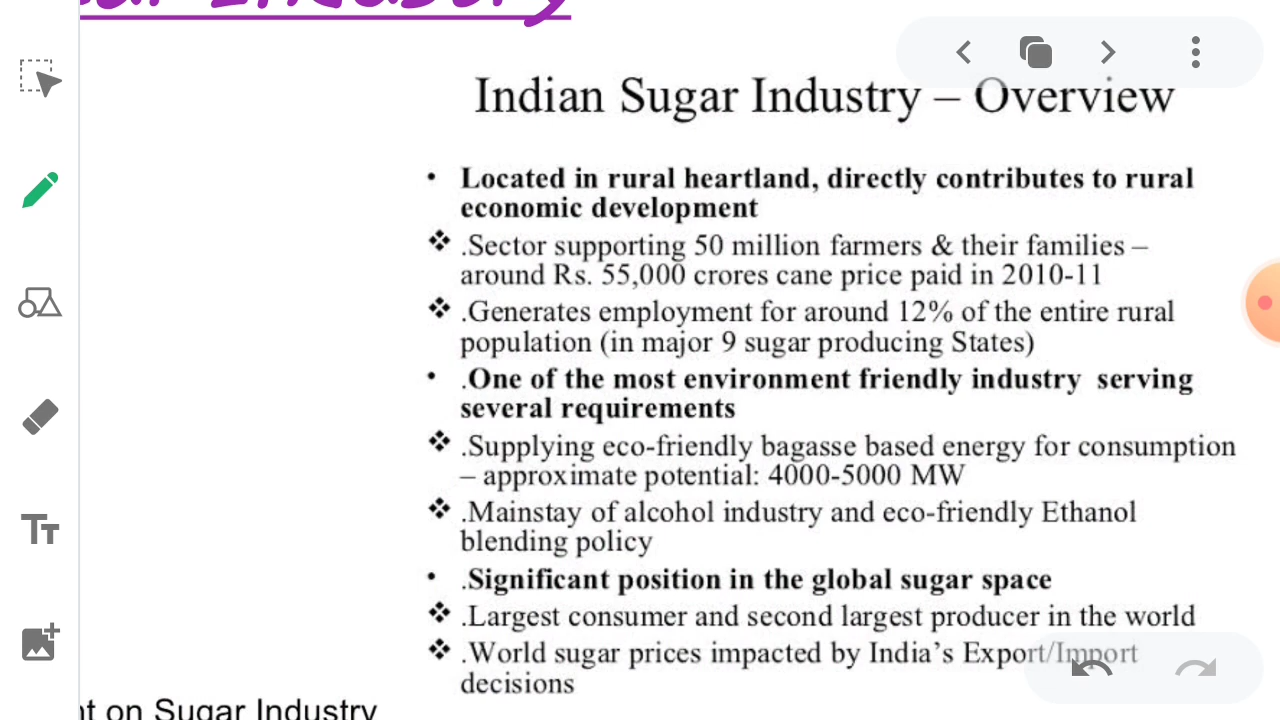 Industry
Indian Sugar Industry – Overview
• Located in rural heartland, directly contributes to rural
economic development
❖ .Sector supporting 50 million farmers & their families –
around Rs. 55,000 crores cane price paid in 2010-11
❖ .Generates employment for around 12% of the entire rural
population (in major 9 sugar producing States)
• .One of the most environment friendly industry serving
several requirements
❖ .Supplying eco-friendly bagasse based energy for consumption
– approximate potential: 4000-5000 MW
❖ .Mainstay of alcohol industry and eco-friendly Ethanol
blending policy
• .Significant position in the global sugar space
❖ .Largest consumer and second largest producer in the world
❖ .World sugar prices impacted by India’s Export/Import
decisions
Tт
on Sugar Industry